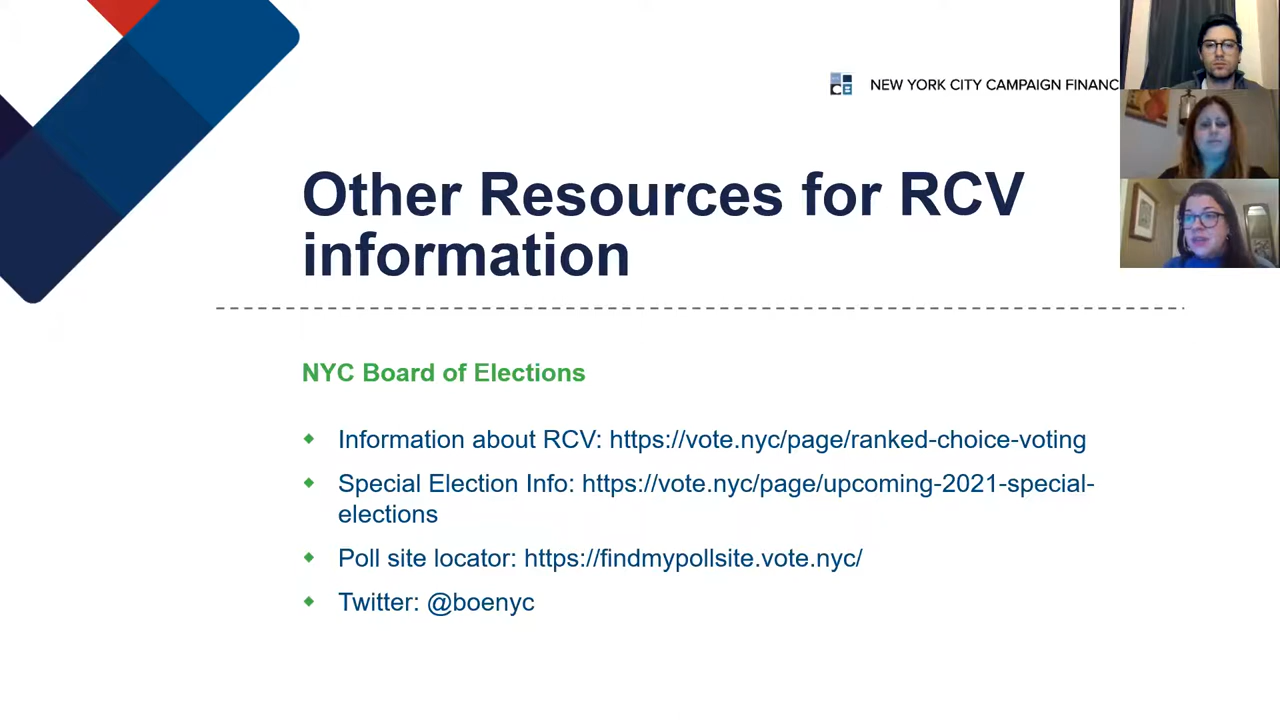 NEW YORK CITY CAMPAIGN FINANC
Other Resources for RCV
information
NYC Board of Elections
Information about RCV: https://vote.nyc/page/ranked-choice-voting
Special Election Info: https://vote.nyc/page/upcoming-2021-special-
elections
Poll site locator: https://findmypollsite.vote.nyc/
Twitter: @boenyc